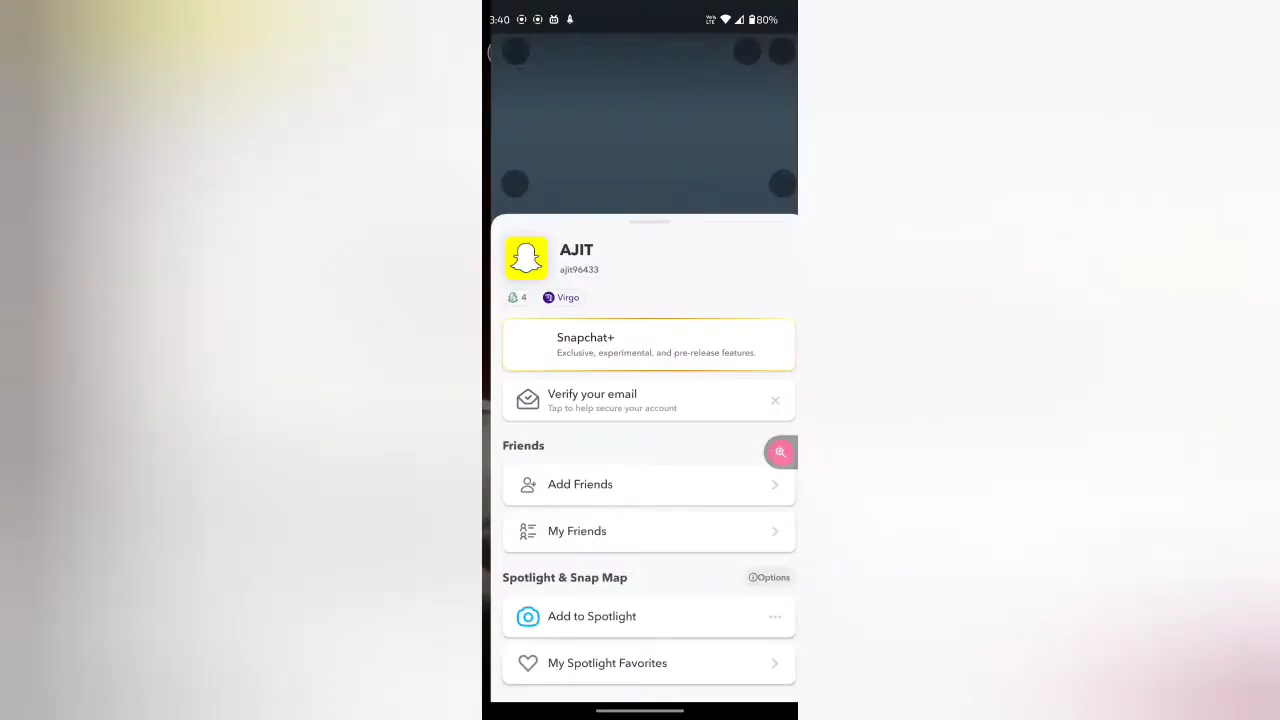 3:40
Vo)) LTE
80%
AJIT
ajit96433
4 Virgo
Snapchat+
Exclusive, experimental, and pre-release features.
Verify your email
Tap to help secure your account
Friends
Add Friends
My Friends
Spotlight & Snap Map
Options
Add to Spotlight
My Spotlight Favorites